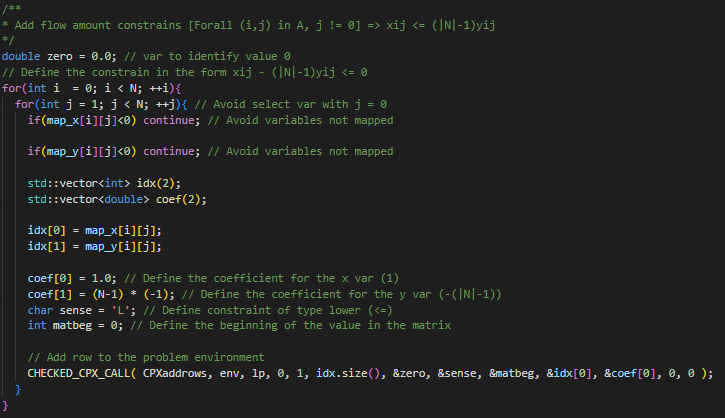 /**
* Add flow amount constrains [Forall (i,j) in A, j != 0] => xij <= (|N|-1)yij
*/
double zero = 0.0; // var to identify value 0
// Define the constrain in the form xij - (|N|-1)yij <= 0
for(int i  = 0; i < N; ++i){
  for(int j = 1; j < N; ++j){ // Avoid select var with j = 0
    if(map_x[i][j]<0) continue; // Avoid variables not mapped

    if(map_y[i][j]<0) continue; // Avoid variables not mapped

    std::vector<int> idx(2);
    std::vector<double> coef(2);

    idx[0] = map_x[i][j];
    idx[1] = map_y[i][j];

    coef[0] = 1.0; // Define the coefficient for the x var (1)
    coef[1] = (N-1) * (-1); // Define the coefficient for the y var (-(|N|-1))
    char sense = 'L'; // Define constraint of type lower (<=)
    int matbeg = 0; // Define the beginning of the value in the matrix

    // Add row to the problem environment
    CHECKED_CPX_CALL( CPXaddrows, env, lp, 0, 1, idx.size(), &zero, &sense, &matbeg, &idx[0], &coef[0], 0, 0 );
  }
}